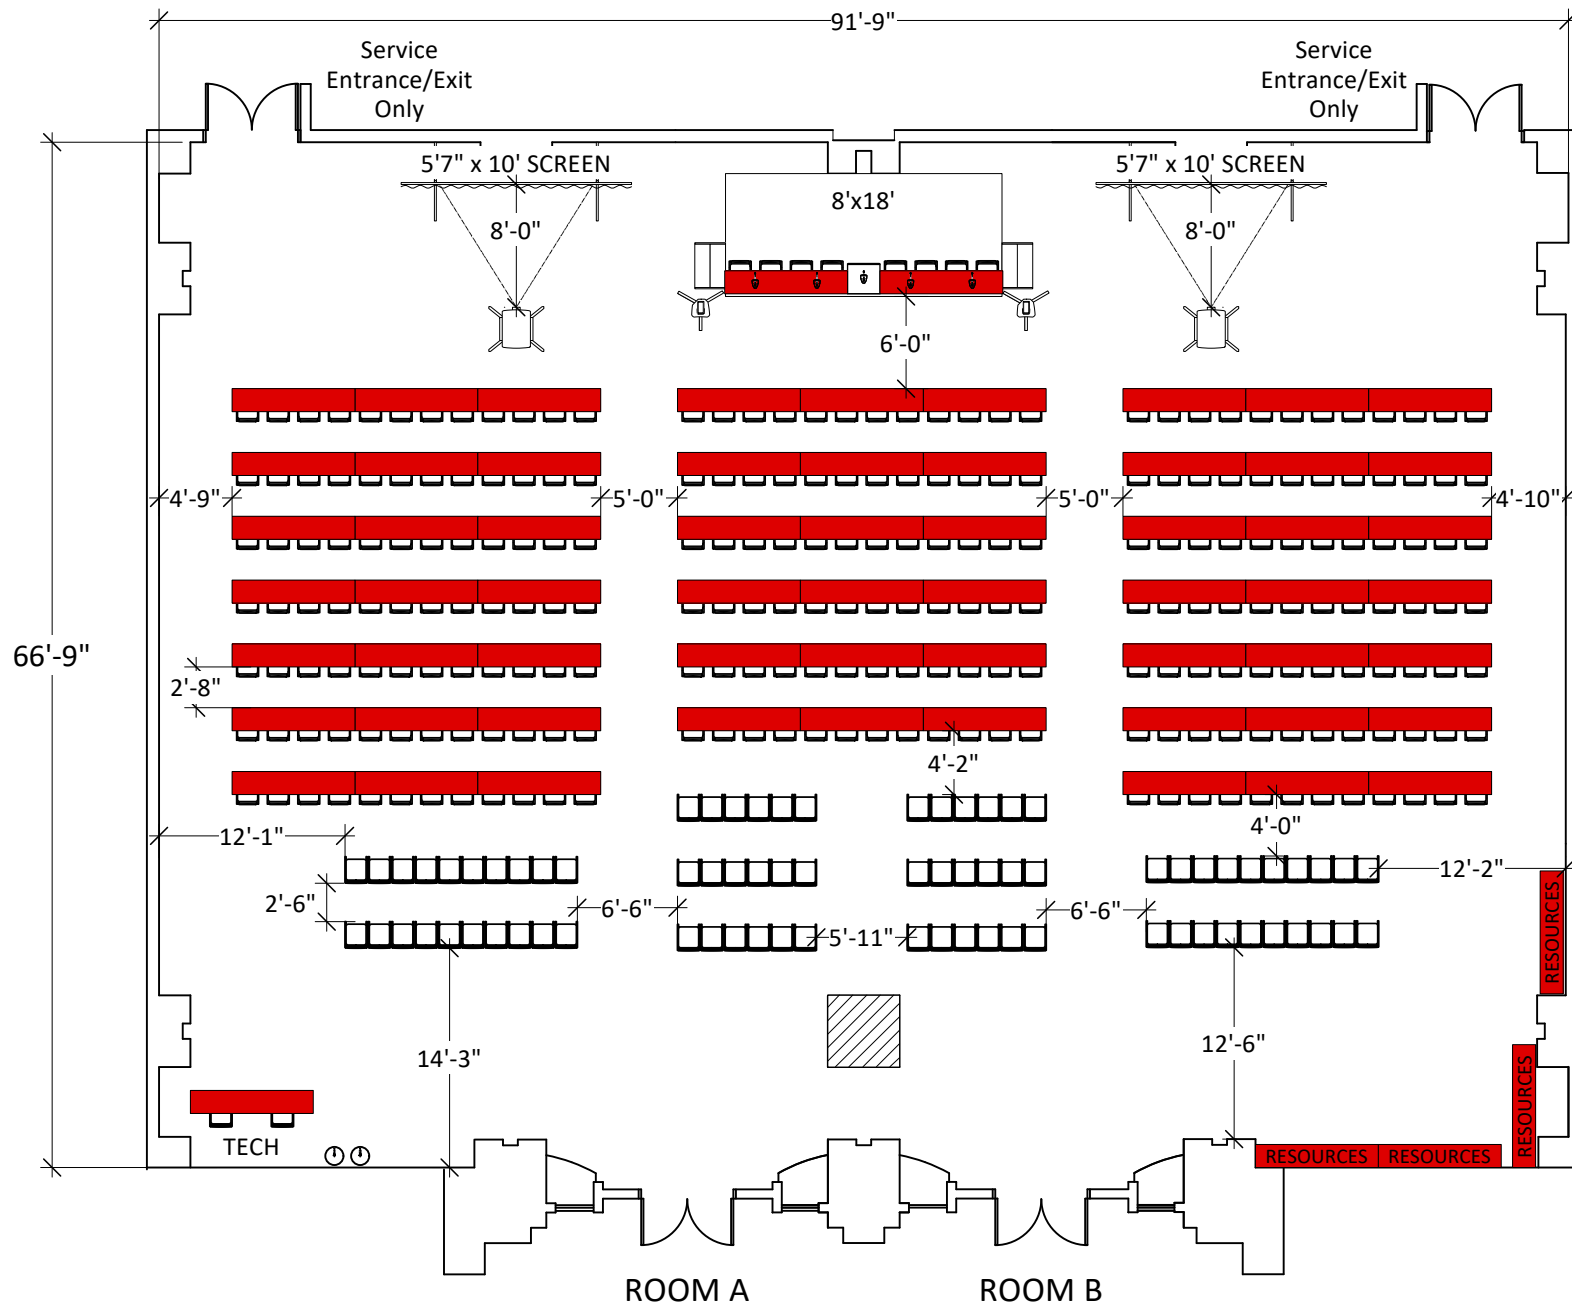 91'-9"
Service
Entrance/Exit
Only
Service
Entrance/Exit
Only
5'7" x 10' SCREEN
5'7" x 10' SCREEN
8'x18'
8'-0"
8'-0"
6'-0"
4'-9"
5'-0"
5'-0"
4'-10"
66'-9"
2'-8"
4'-2"
4'-0"
12'-1"
12'-2"
2'-6"
6'-6"
6'-6"
5'-11"
RESOURCES
14'-3"
12'-6"
RESOURCES
TECH
RESOURCES
RESOURCES
ROOM A
ROOM B